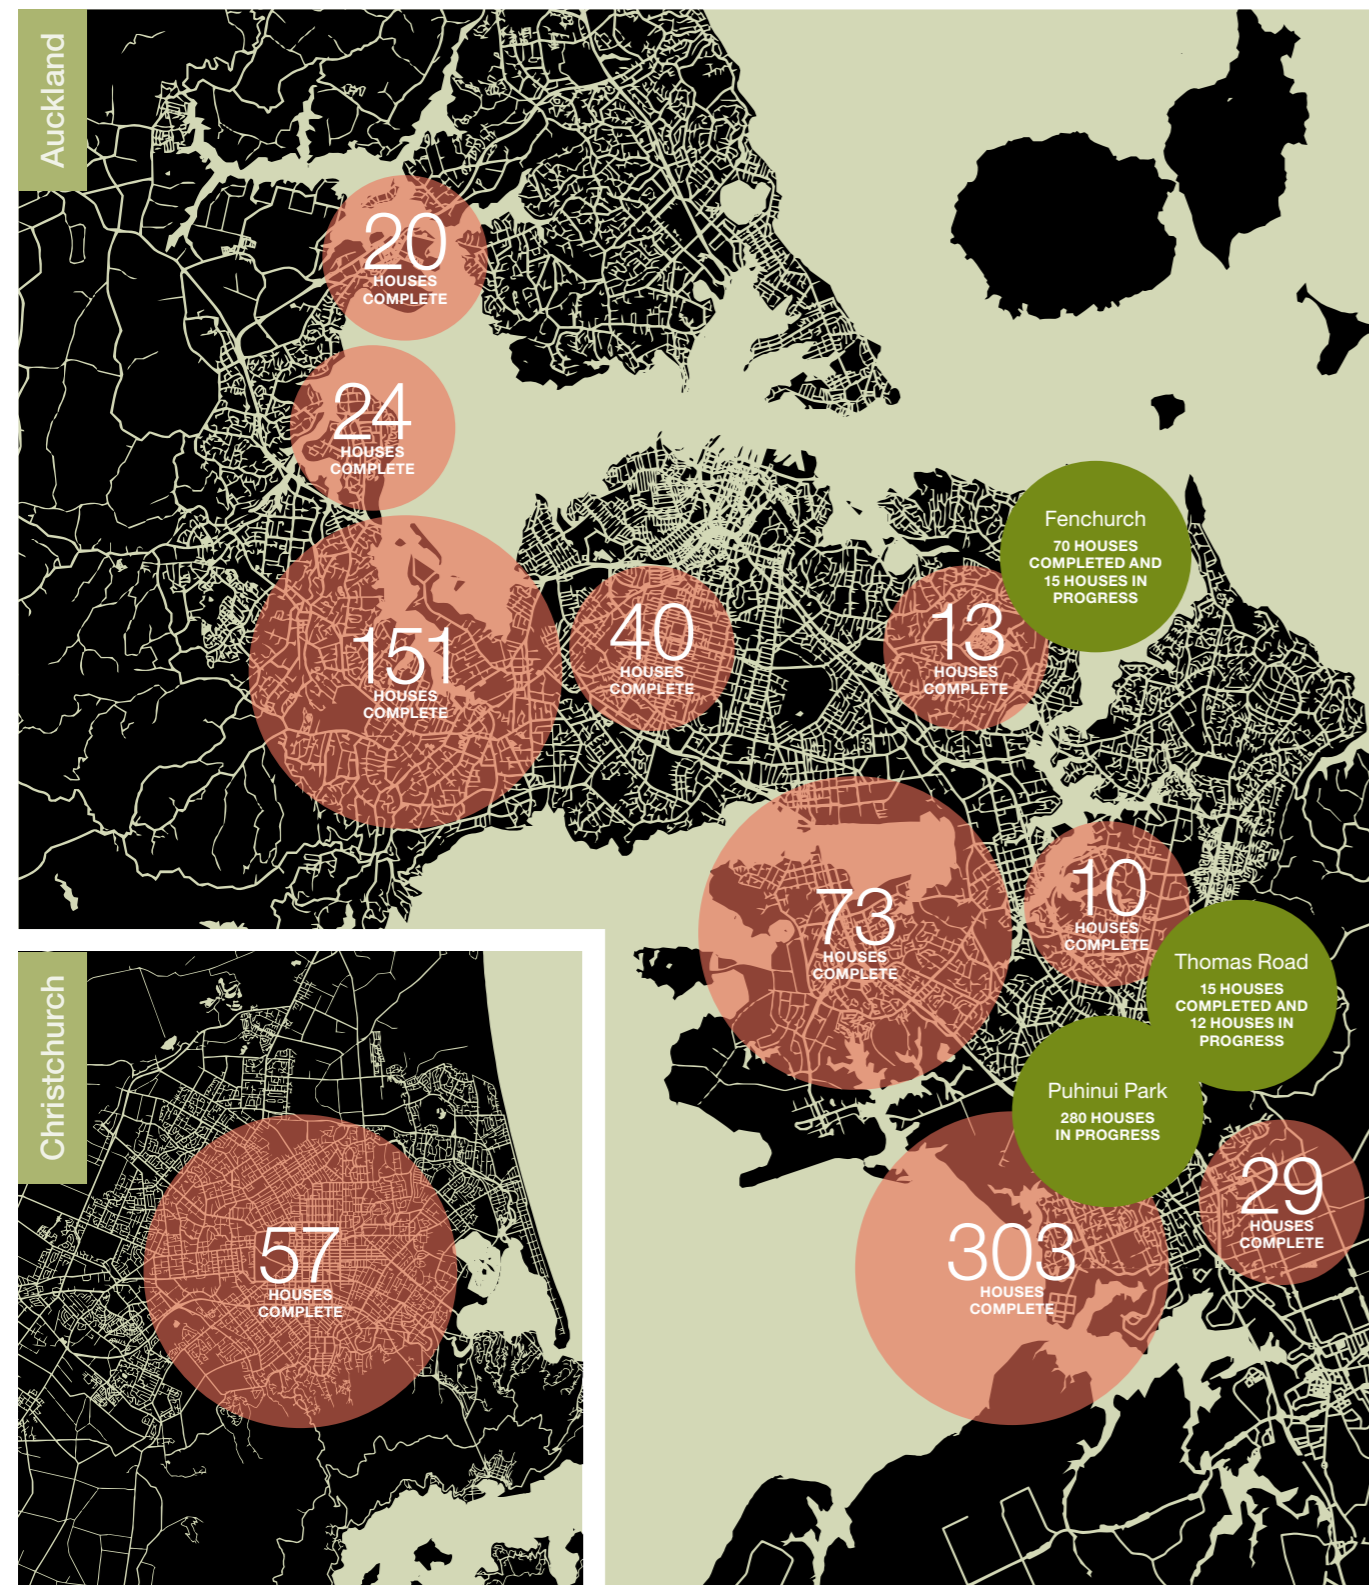 Auckland
20
HOUSES
COMPLETE
24
HOUSES
COMPLETE
Fenchurch
70 HOUSES
COMPLETED AND
15 HOUSES IN
PROGRESS
151
HOUSES
COMPLETE
40
HOUSES
COMPLETE
13
HOUSES
COMPLETE
73
HOUSES
COMPLETE
10
HOUSES
COMPLETE
Thomas Road
15 HOUSES
COMPLETED AND
12 HOUSES IN
PROGRESS
Puhinui Park
280 HOUSES
IN PROGRESS
29
HOUSES
COMPLETE
303
HOUSES
COMPLETE
Christchurch
57
HOUSES
COMPLETE